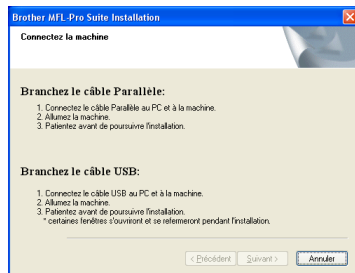 Brother MFL-Pro Suite Installation
Connectez la machine
Branchez le câble Parallèle:
1. Connectez le câble Parallèle au PC et à la machine.
2. Allumez la machine.
3. Patientez avant de poursuivre l'installation.
Branchez le câble USB:
1. Connectez le câble USB au PC et à la machine.
2. Allumez la machine.
3. Patientez avant de poursuivre l'installation.
* certaines fenêtres s'ouvriront et se refermeront pendant l'installation.
< Précédent Suivant > Annuler